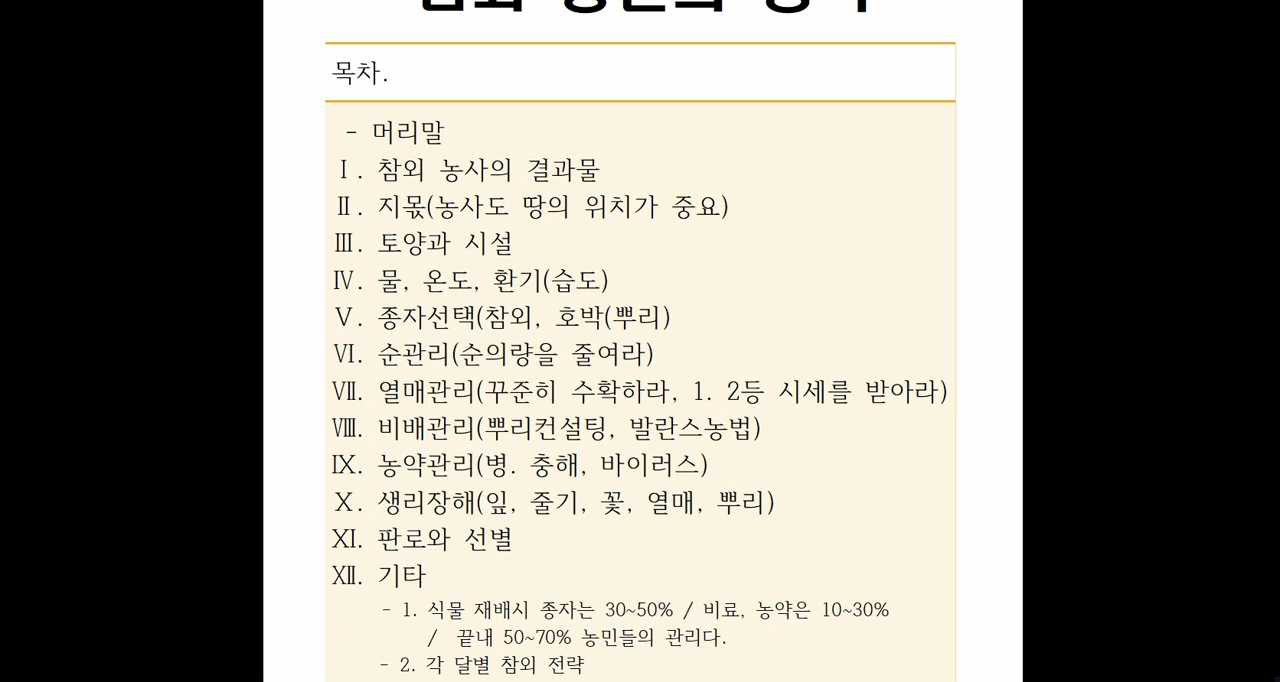 목차.
- 머리말
Ⅰ. 참외 농사의 결과물
Ⅱ. 지몫(농사도 땅의 위치가 중요)
Ⅲ. 토양과 시설
Ⅳ. 물, 온도, 환기(습도)
Ⅴ. 종자선택(참외, 호박(뿌리)
Ⅵ. 순관리(순의량을 줄여라)
Ⅶ. 열매관리(꾸준히 수확하라, 1. 2등 시세를 받아라)
Ⅷ. 비배관리(뿌리컨설팅, 발란스농법)
Ⅸ. 농약관리(병. 충해, 바이러스)
Ⅹ. 생리장해(잎, 줄기, 꽃, 열매, 뿌리)
Ⅺ. 판로와 선별
Ⅻ. 기타
- 1. 식물 재배시 종자는 30~50% / 비료, 농약은 10~30%
/ 끝내 50~70% 농민들의 관리다.
- 2. 각 달별 참외 전략